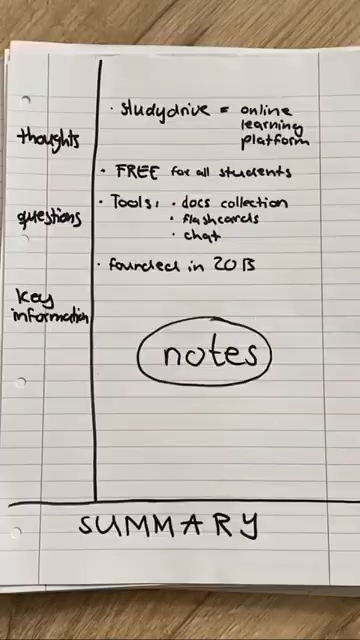 thoughts
questions
key
information
· studydrive = online
learning
platform
· FREE for all students
· Tools: · docs collection
· flashcards
· chat
· founded in 2013
notes
SUMMARY